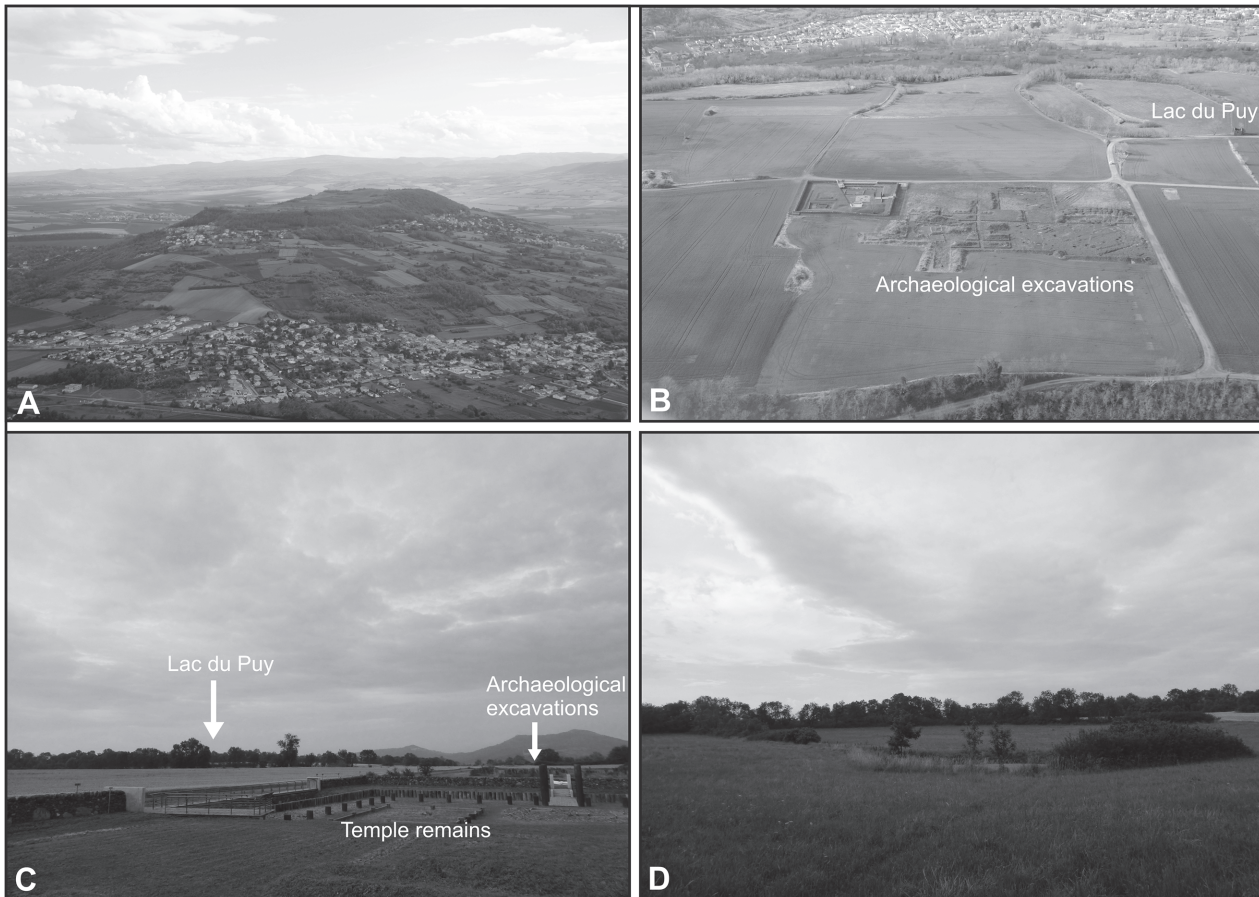 A
Lac du Puy
Archaeological excavations
B
Lac du Puy
Archaeological
excavations
Temple remains
C
D